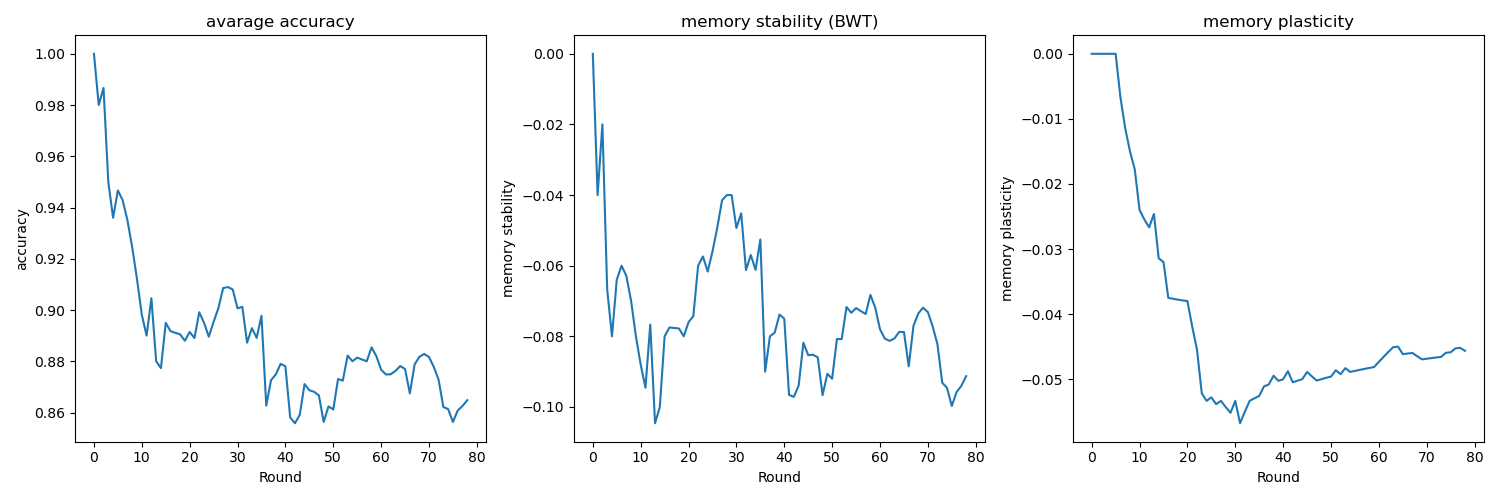 avarage accuracy
1.00
0.98
0.96
0.94
0.92
0.90
0.88
0.86
accuracy
0 10 20 30 40 50 60 70 80
Round
memory stability (BWT)
0.00
−0.02
−0.04
−0.06
−0.08
−0.10
memory stability
0 10 20 30 40 50 60 70 80
Round
memory plasticity
0.00
−0.01
−0.02
−0.03
−0.04
−0.05
memory plasticity
0 10 20 30 40 50 60 70 80
Round